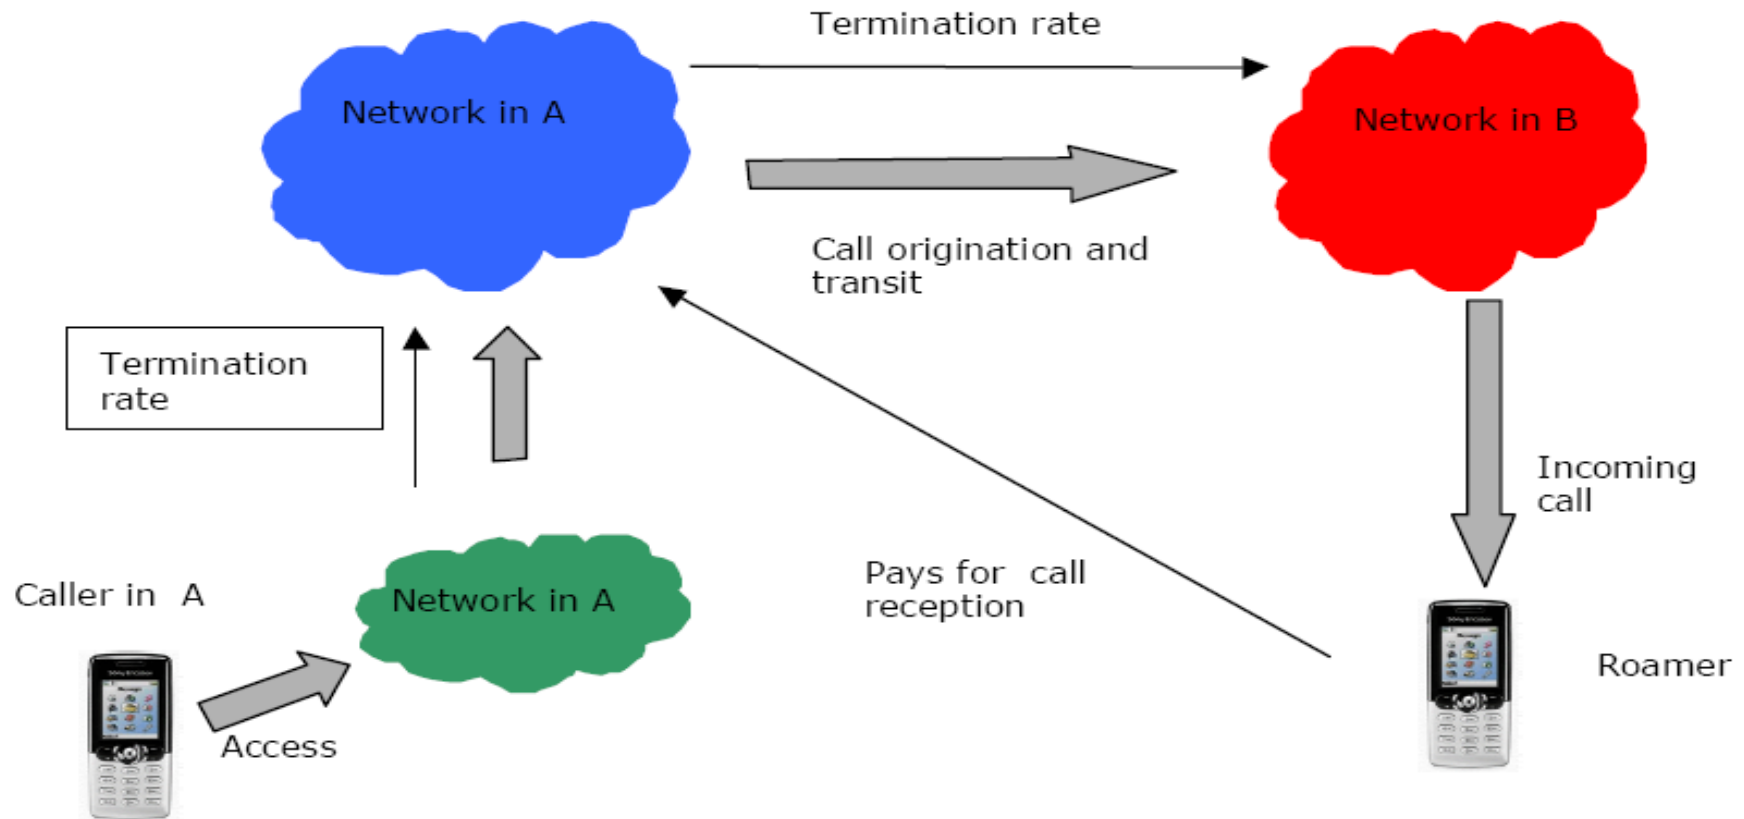 Termination rate
Network in A
Network in B
Call origination and
transit
Termination
rate
Incoming
call
Pays for call
reception
Caller in A
Network in A
Roamer
Access